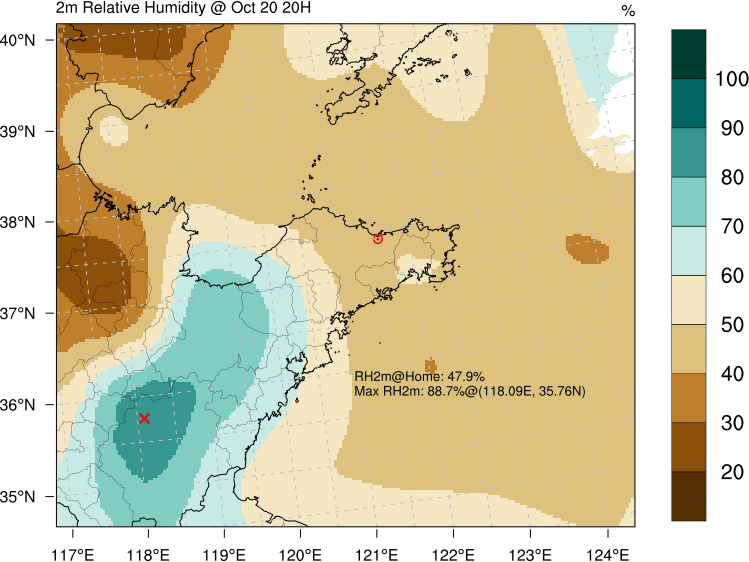 2m Relative Humidity @ Oct 20 20H
%
40°N
39°N
38°N
37°N
36°N
35°N
117°E
118°E
119°E
120°E
121°E
122°E
123°E
124°E
RH2m@Home: 47.9%
Max RH2m: 88.7%@(118.09E, 35.76N)
100
90
80
70
60
50
40
30
20